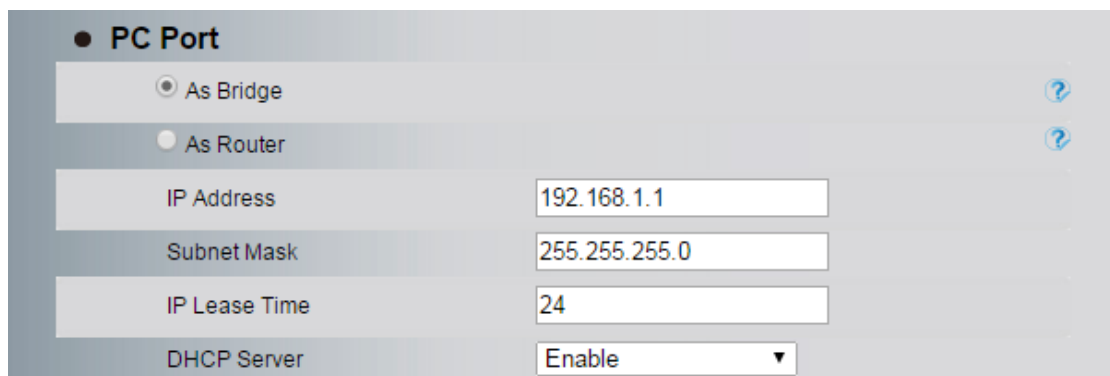 PC Port
As Bridge
As Router
IP Address 192.168.1.1
Subnet Mask 255.255.255.0
IP Lease Time 24
DHCP Server Enable